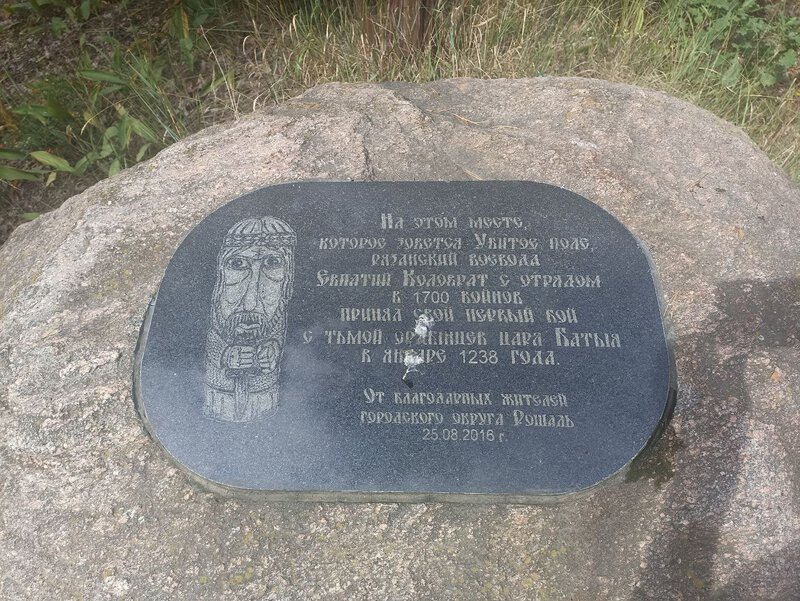 На этом месте,
которое зовется Убитое поле,
рязанский воевода
Евпатий Коловрат с отрядом
в 1700 войнов
принял свой первый бой
с тьмой ордынцев царя Батыя
в январе 1238 года.
От благодарных жителей
городского округа Рошаль
25.08.2016 г.